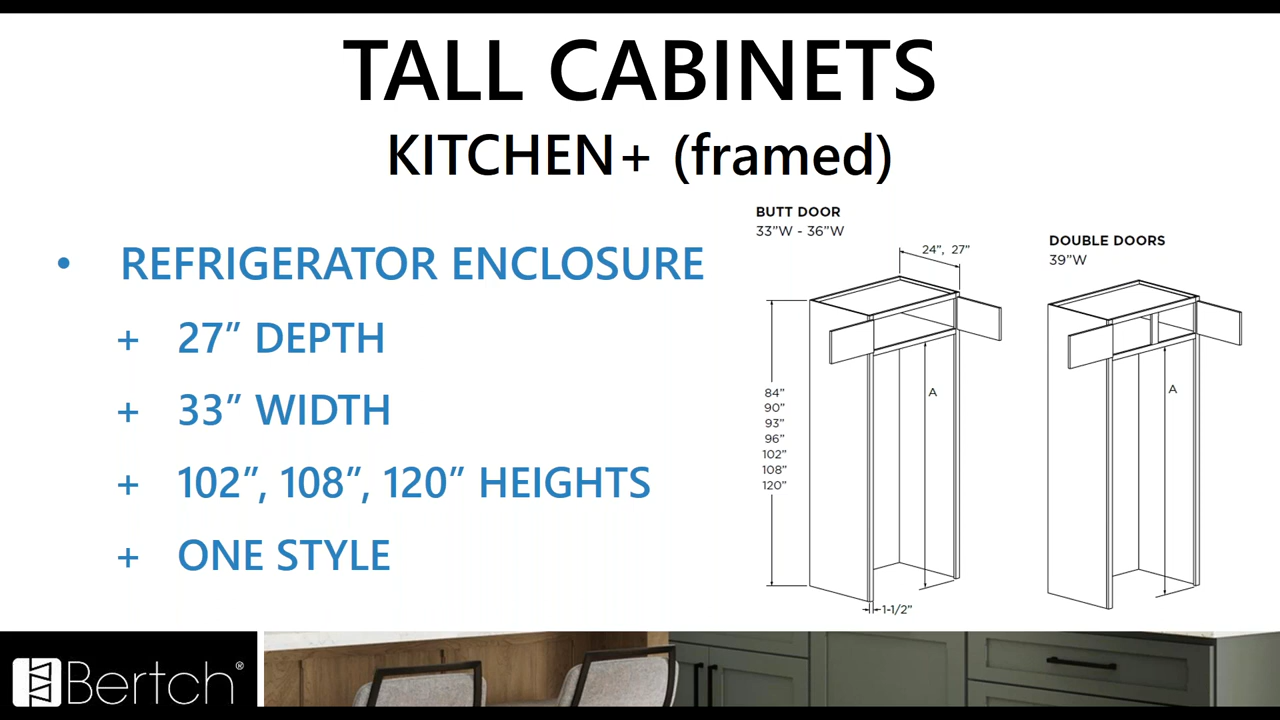 TALL CABINETS
KITCHEN+ (framed)
• REFRIGERATOR ENCLOSURE
+ 27” DEPTH
+ 33” WIDTH
+ 102”, 108”, 120” HEIGHTS
+ ONE STYLE
BUTT DOOR
33”W - 36”W
24”, 27”
84”
90”
93”
96”
102”
108”
120”
A
1-1/2”
DOUBLE DOORS
39”W
A
Bertch®